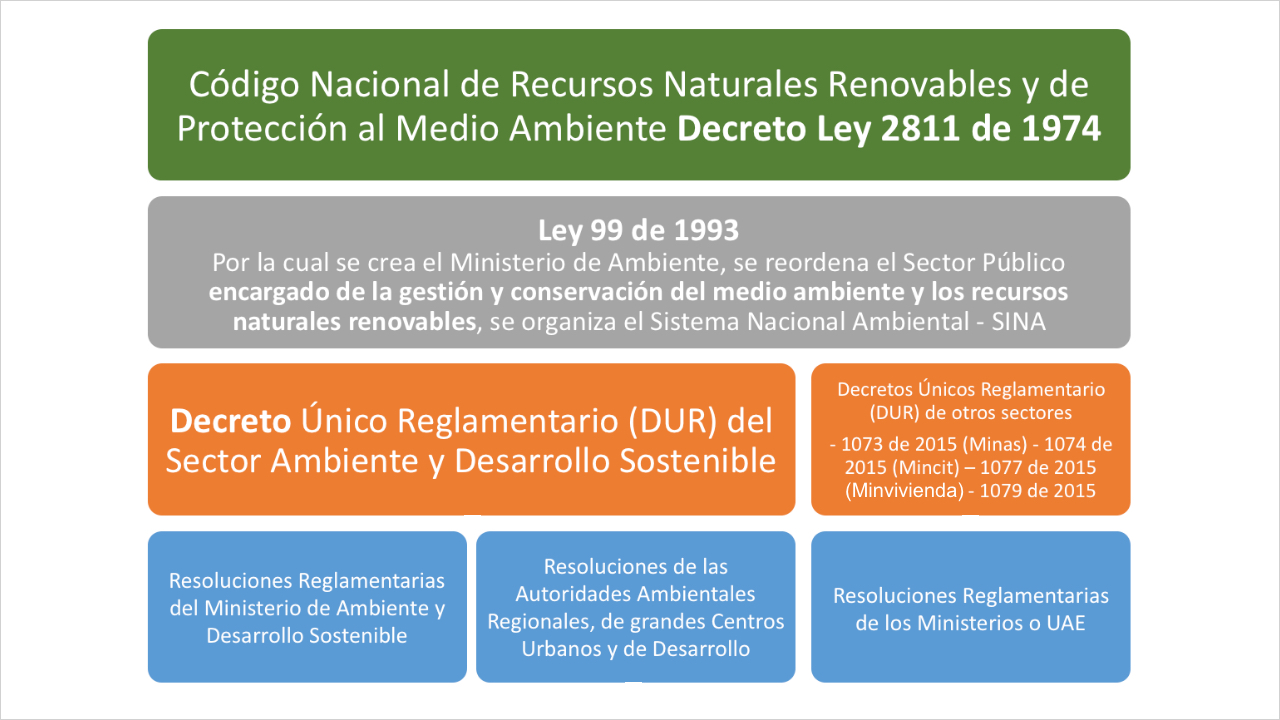 Código Nacional de Recursos Naturales Renovables y de
Protección al Medio Ambiente Decreto Ley 2811 de 1974
Ley 99 de 1993
Por la cual se crea el Ministerio de Ambiente, se reordena el Sector Público
encargado de la gestión y conservación del medio ambiente y los recursos
naturales renovables, se organiza el Sistema Nacional Ambiental - SINA
Decreto Único Reglamentario (DUR) del
Sector Ambiente y Desarrollo Sostenible
Decretos Únicos Reglamentario
(DUR) de otros sectores
- 1073 de 2015 (Minas) - 1074 de
2015 (Mincit) – 1077 de 2015
(Minvivienda) - 1079 de 2015
Resoluciones Reglamentarias
del Ministerio de Ambiente y
Desarrollo Sostenible
Resoluciones de las
Autoridades Ambientales
Regionales, de grandes Centros
Urbanos y de Desarrollo
Resoluciones Reglamentarias
de los Ministerios o UAE